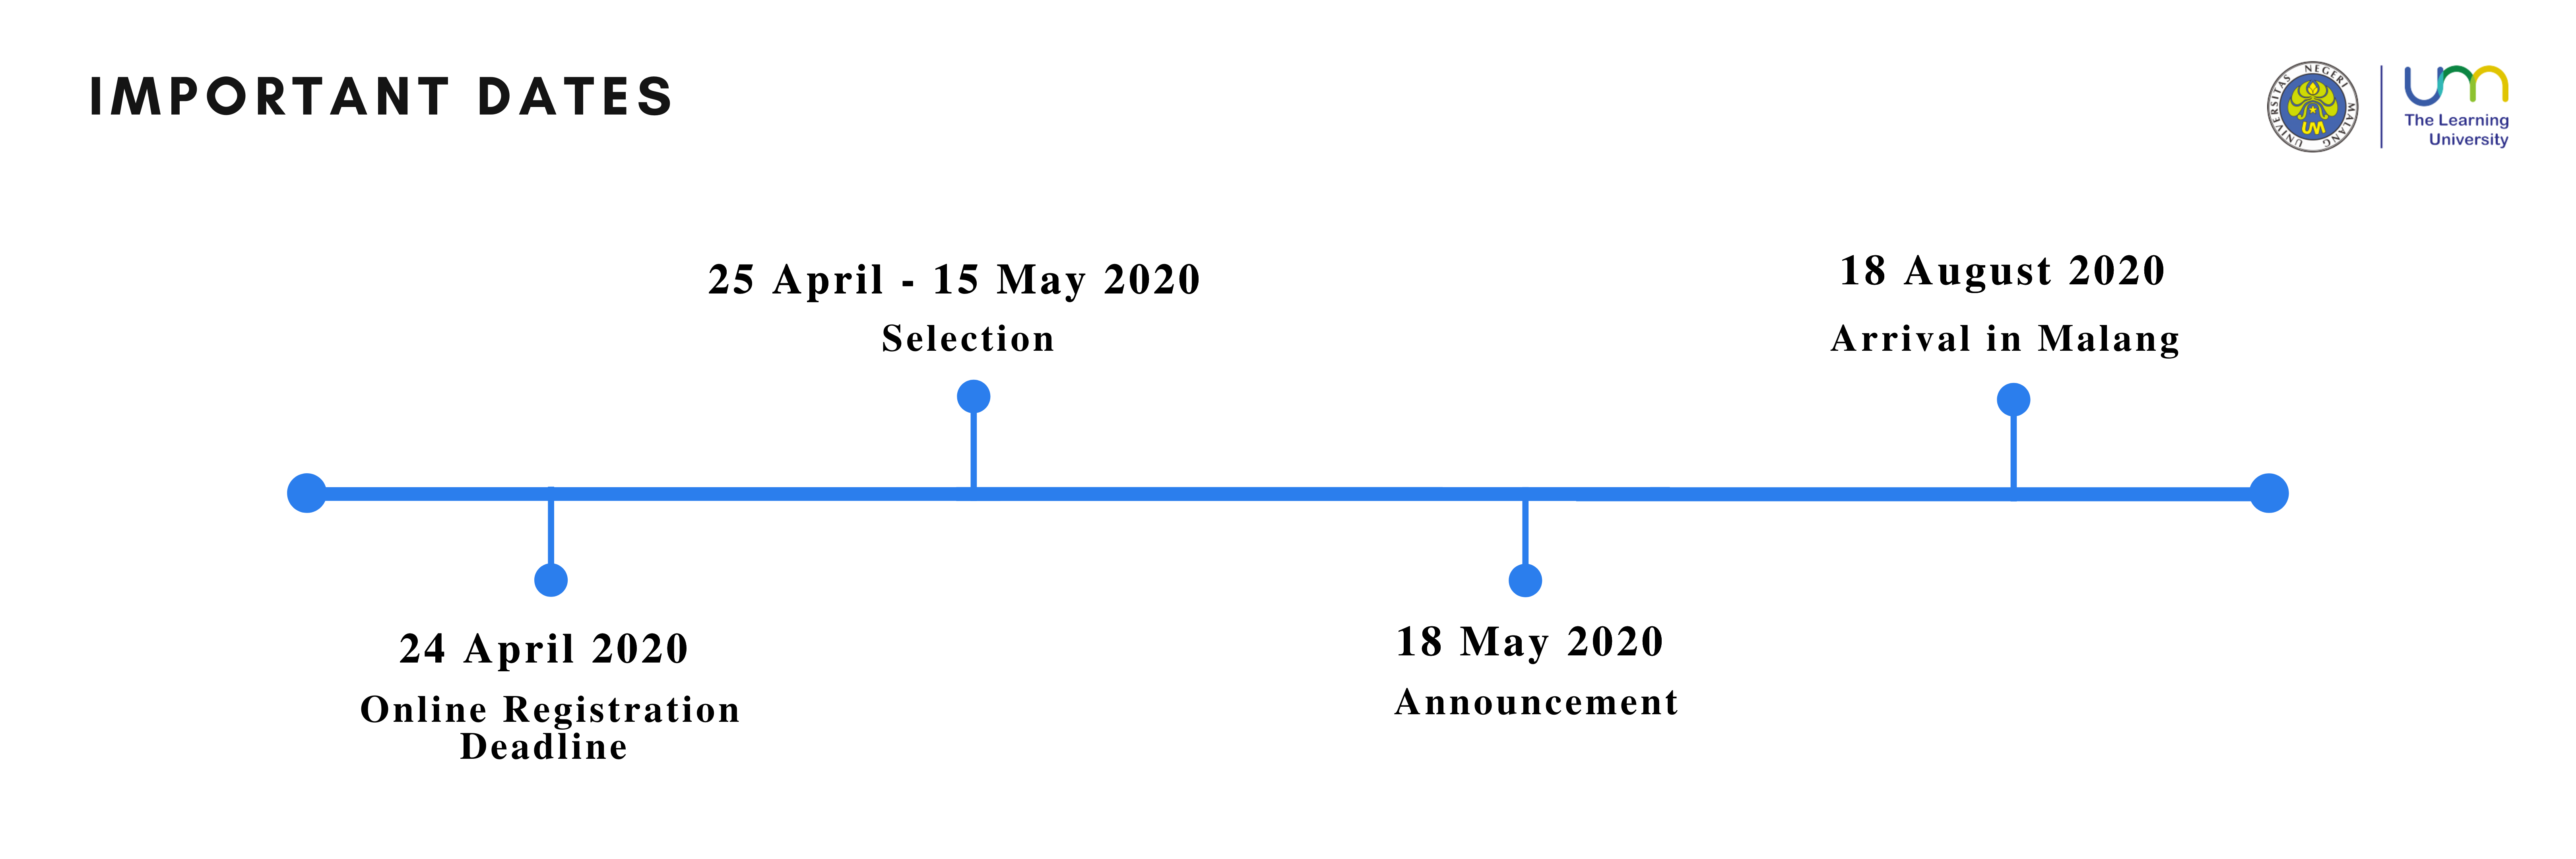 IMPORTANT DATES
UNIVERSITAS NEGERI MALANG
UM
um
The Learning
University
25 April - 15 May 2020
Selection
18 August 2020
Arrival in Malang
24 April 2020
Online Registration
Deadline
18 May 2020
Announcement